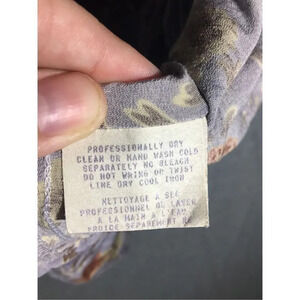 PROFESSIONALLY DRY
CLEAN OR HAND WASH COLD
SEPARATELY NO BLEACH
DO NOT WRING OR TWIST
LINE DRY COOL IRON
NETTOYAGE A SEC
PROFESSIONNEL OU LAVER
A LA MAIN A L'EAU
FROIDE SEPAREMENT